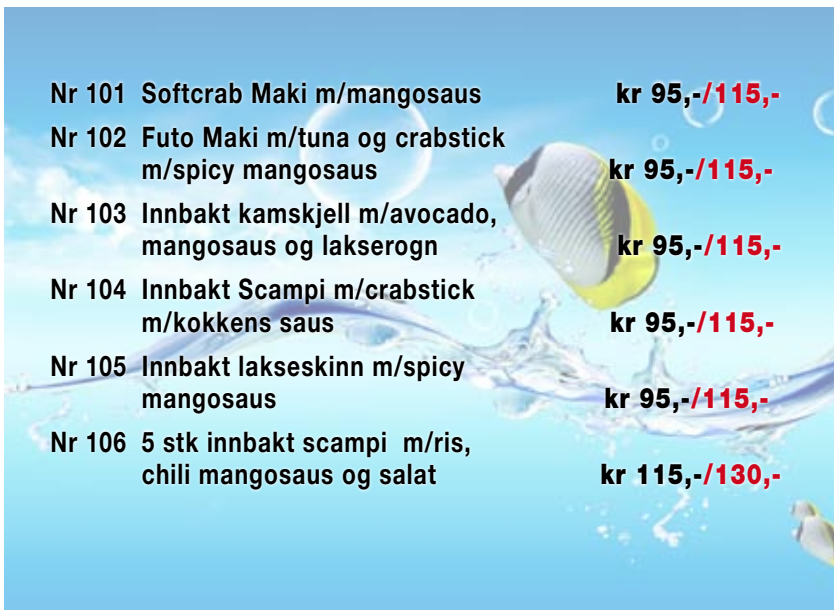 Nr 101 Softcrab Maki m/mangosaus kr 95,-/115,-
Nr 102 Futo Maki m/tuna og crabstick
m/spicy mangosaus kr 95,-/115,-
Nr 103 Innbakt kamskjell m/avocado,
mangosaus og lakserogn kr 95,-/115,-
Nr 104 Innbakt Scampi m/crabstick
m/kokkens saus kr 95,-/115,-
Nr 105 Innbakt lakseskinn m/spicy
mangosaus kr 95,-/115,-
Nr 106 5 stk innbakt scampi m/ris,
chili mangosaus og salat kr 115,-/130,-